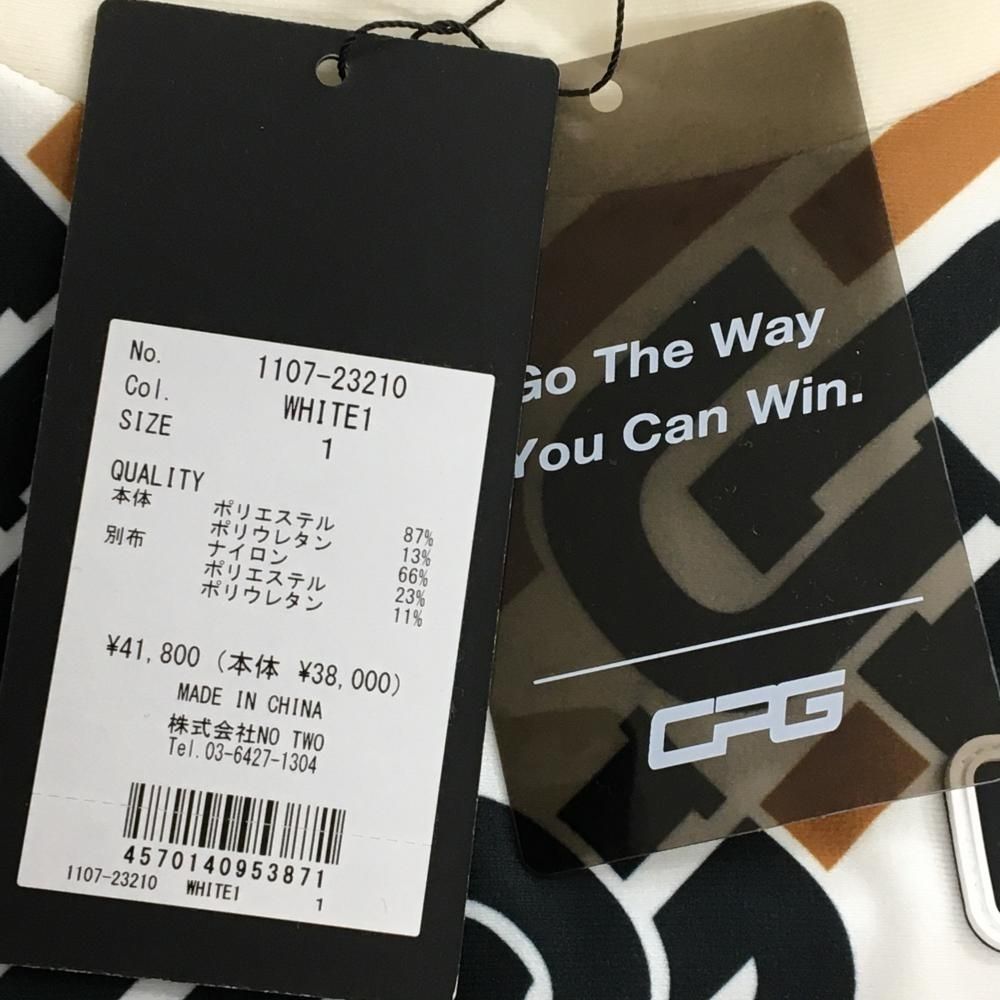 No. 1107-23210
Col. WHITE1
SIZE 1
QUALITY
本体 ポリエステル 87%
ポリウレタン 13%
別布 ナイロン 66%
ポリエステル 23%
ポリウレタン 11%
¥41,800 (本体 ¥38,000)
MADE IN CHINA
株式会社NO TWO
Tel.03-6427-1304
4570140953871
1107-23210 WHITE1 1
Go The Way
You Can Win.
CPG